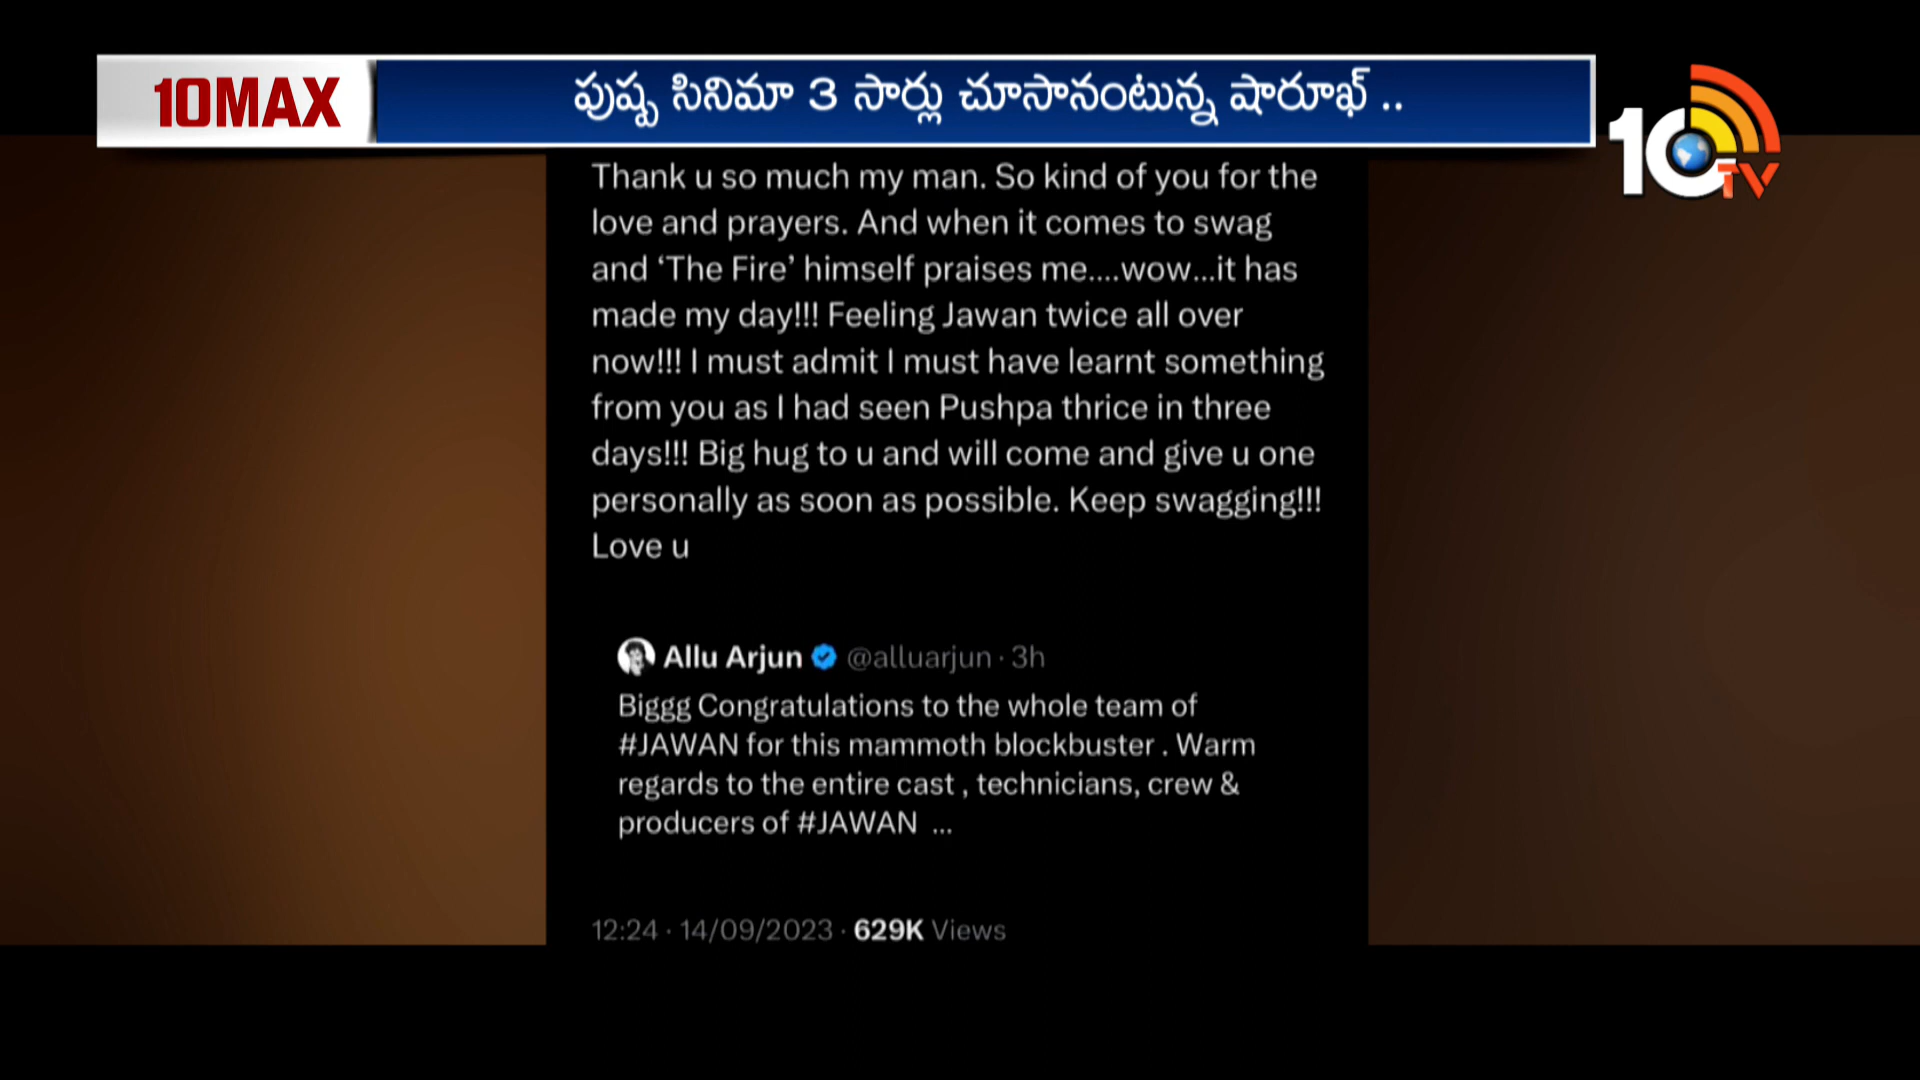 10MAX
పుష్ప సినిమా 3 సార్లు చూసానంటున్న షారూఖ్ ..
10TV
Thank u so much my man. So kind of you for the
love and prayers. And when it comes to swag
and ‘The Fire’ himself praises me....wow...it has
made my day!!! Feeling Jawan twice all over
now!!! I must admit I must have learnt something
from you as I had seen Pushpa thrice in three
days!!! Big hug to u and will come and give u one
personally as soon as possible. Keep swagging!!!
Love u
Allu Arjun @alluarjun · 3h
Biggg Congratulations to the whole team of
#JAWAN for this mammoth blockbuster . Warm
regards to the entire cast , technicians, crew &
producers of #JAWAN ...
12:24 · 14/09/2023 · 629K Views